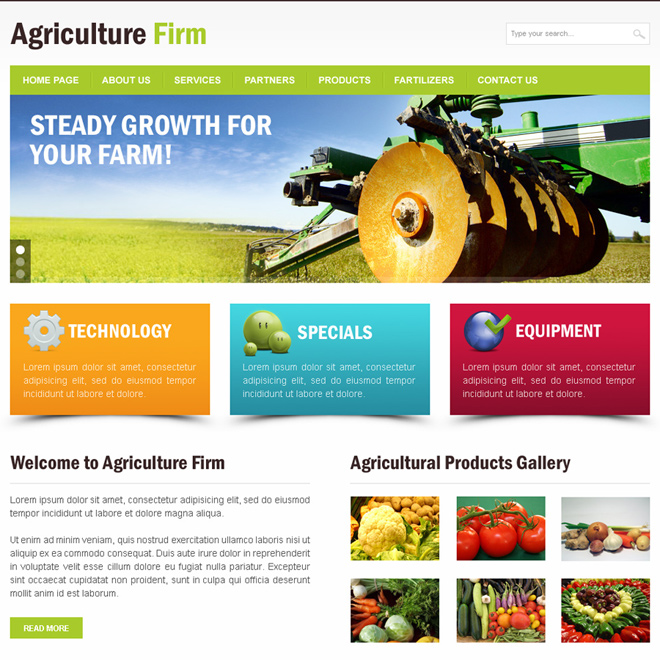 Agriculture Firm
Type your search...
HOME PAGE
ABOUT US
SERVICES
PARTNERS
PRODUCTS
FARTILIZERS
CONTACT US
STEADY GROWTH FOR
YOUR FARM!
TECHNOLOGY
Lorem ipsum dolor sit amet, consectetur
adipisicing elit, sed do eiusmod tempor
incididunt ut labore et dolore.
SPECIALS
Lorem ipsum dolor sit amet, consectetur
adipisicing elit, sed do eiusmod tempor
incididunt ut labore et dolore.
EQUIPMENT
Lorem ipsum dolor sit amet, consectetur
adipisicing elit, sed do eiusmod tempor
incididunt ut labore et dolore.
Welcome to Agriculture Firm
Lorem ipsum dolor sit amet, consectetur adipisicing elit, sed do eiusmod
tempor incididunt ut labore et dolore magna aliqua.
Ut enim ad minim veniam, quis nostrud exercitation ullamco laboris nisi ut
aliquip ex ea commodo consequat. Duis aute irure dolor in reprehenderit
in voluptate velit esse cillum dolore eu fugiat nulla pariatur. Excepteur
sint occaecat cupidatat non proident, sunt in culpa qui officia deserunt
mollit anim id est laborum.
READ MORE
Agricultural Products Gallery